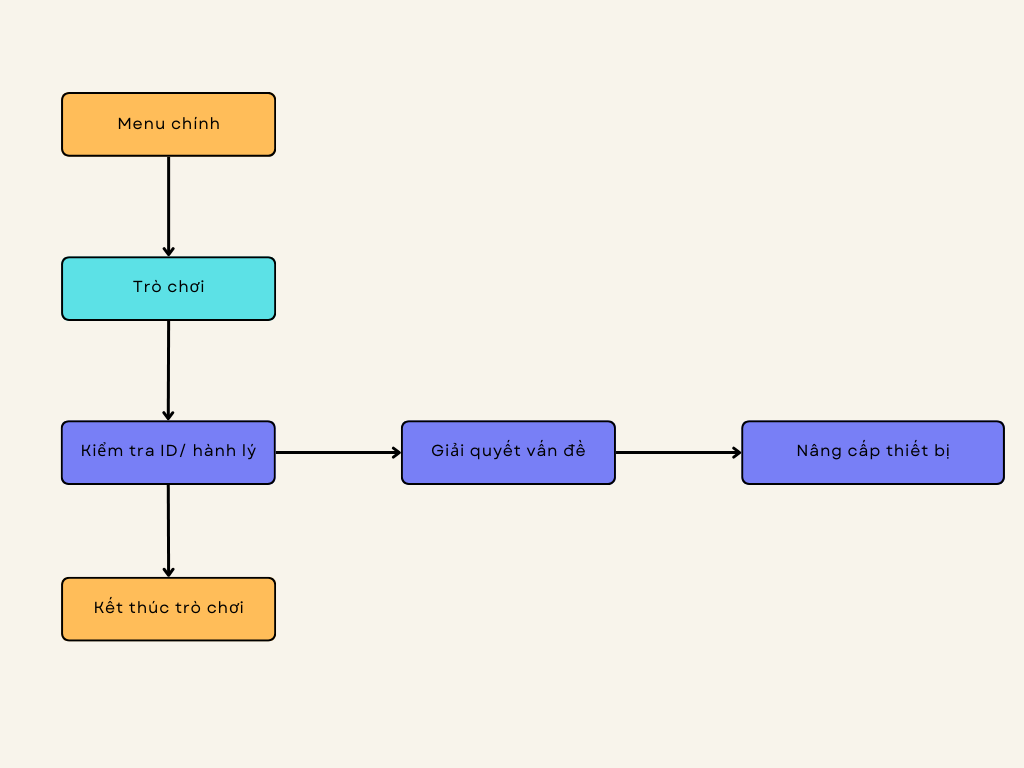 Menu chính
Trò chơi
Kiểm tra ID/ hành lý
Giải quyết vấn đề
Nâng cấp thiết bị
Kết thúc trò chơi